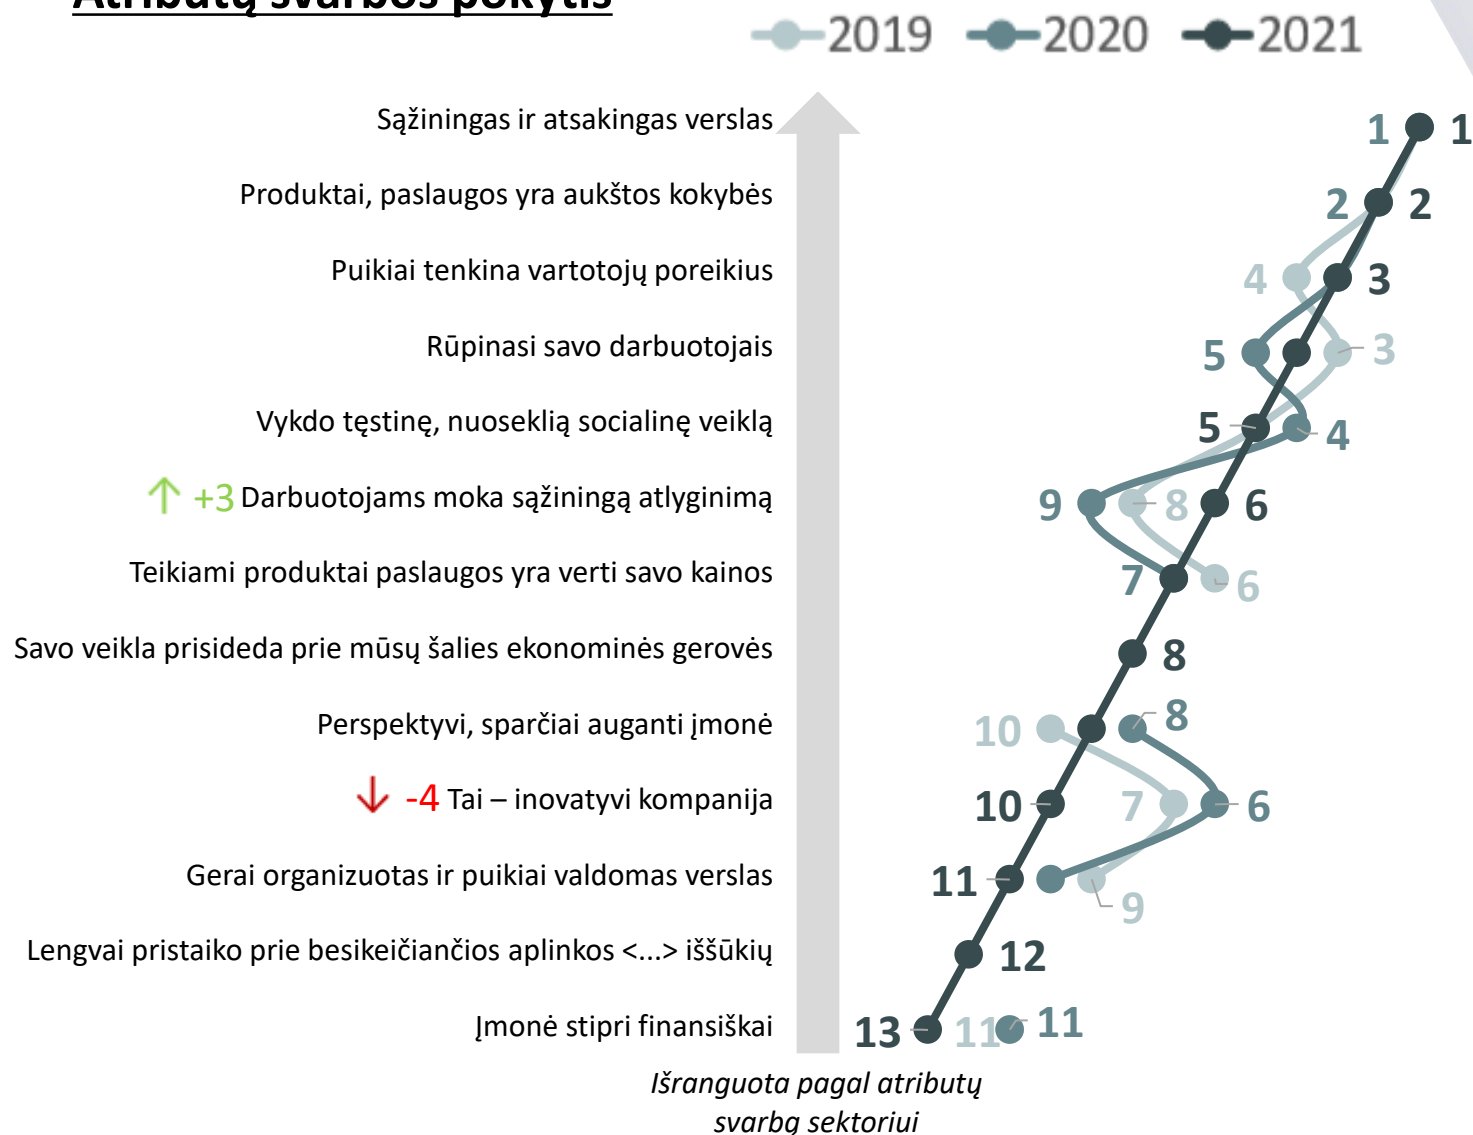 Atributų svarbos pokytis
2019 2020 2021
Sąžiningas ir atsakingas verslas 1 1
Produktai, paslaugos yra aukštos kokybės 2 2
Puikiai tenkina vartotojų poreikius 4 3
Rūpinasi savo darbuotojais 5 3
Vykdo tęstinę, nuoseklią socialinę veiklą 5 4
+3 Darbuotojams moka sąžiningą atlyginimą 9 8 6
Teikiami produktai paslaugos yra verti savo kainos 7 6
Savo veikla prisideda prie mūsų šalies ekonominės gerovės 8
Perspektyvi, sparčiai auganti įmonė 10 8
-4 Tai – inovatyvi kompanija 10 7 6
Gerai organizuotas ir puikiai valdomas verslas 11 9
Lengvai pristaiko prie besikeičiančios aplinkos <...> iššūkių 12
Įmonė stipri finansiškai 13 11 11
Išranguota pagal atributų
svarbą sektoriui